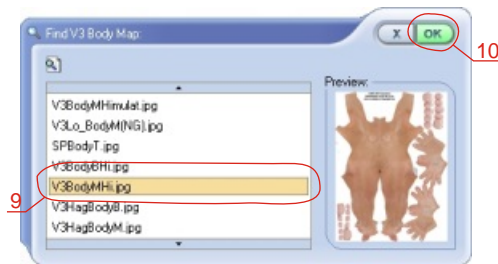 Find V3 Body Map:
X
OK
10
Preview:
V3BodyMHimulat.jpg
V3Lo_BodyM(NG).jpg
SPBodyT.jpg
V3BodyBHi.jpg
V3BodyMHi.jpg
9
V3HagBodyB.jpg
V3HagBodyM.jpg